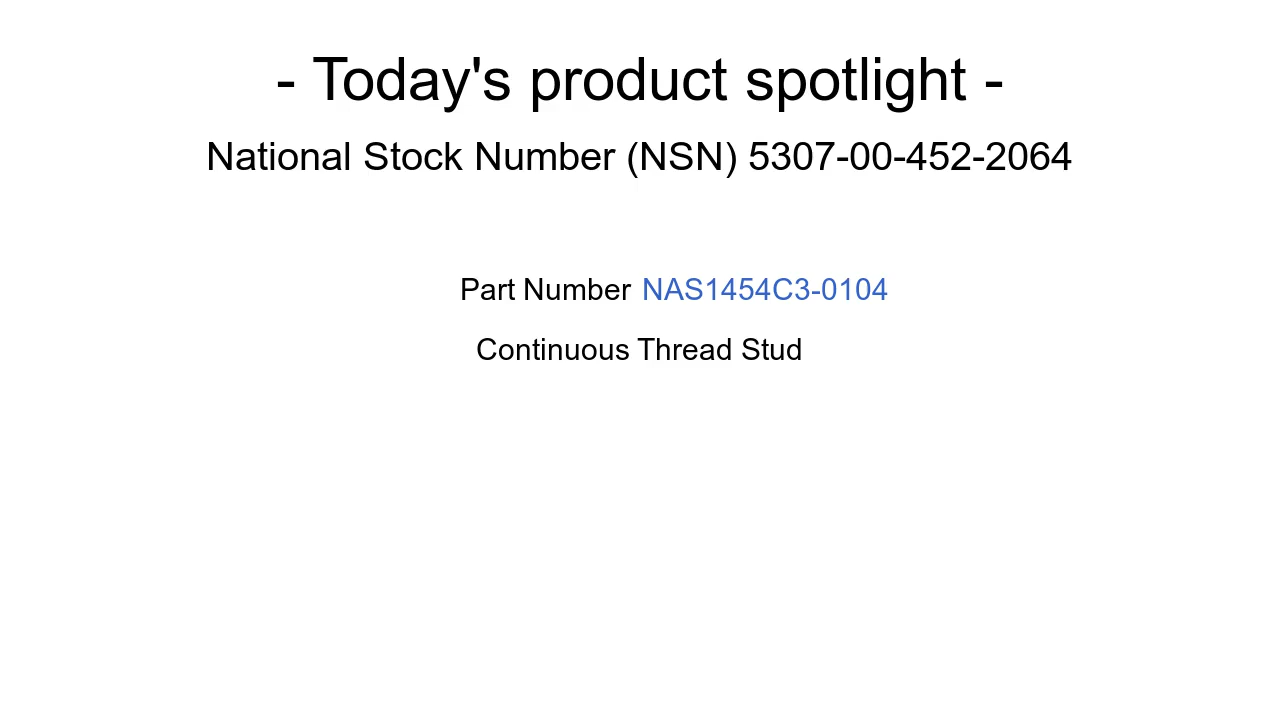 - Today's product spotlight -
National Stock Number (NSN) 5307-00-452-2064
Part Number NAS1454C3-0104
Continuous Thread Stud